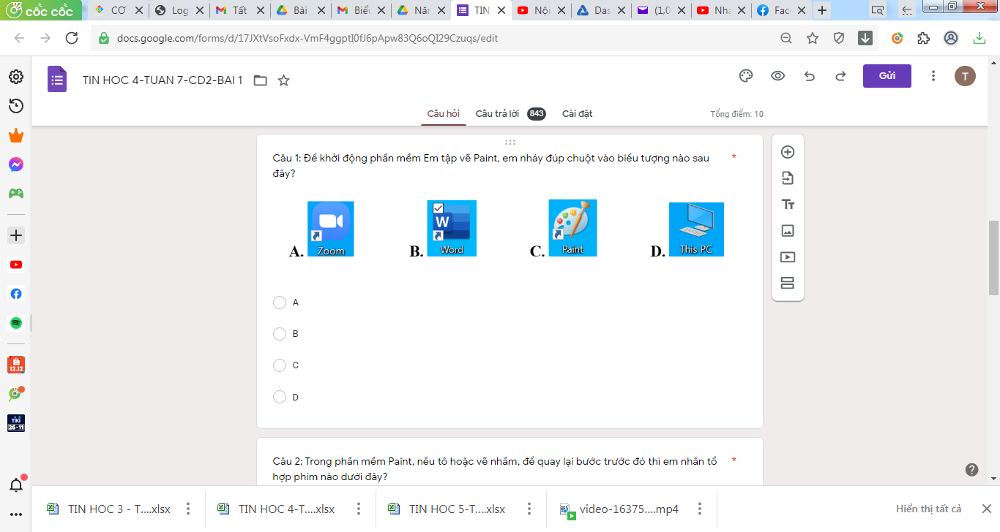 cốc cốc
CƠ
Log
Tất
Bài
Biểu
Năn
TIN
Nội
Das
(1,0
Nhạ
Fac
docs.google.com/forms/d/17JXtVsoFxdx-VmF4ggptI0fJ6pApw83Q6oQI29Czuqs/edit
TIN HOC 4-TUAN 7-CD2-BAI 1
Gửi
T
Câu hỏi
Câu trả lời 843
Cài đặt
Tổng điểm: 10
Câu 1: Để khởi động phần mềm Em tập vẽ Paint, em nháy đúp chuột vào biểu tượng nào sau *
đây?
A. Zoom
B. W Word
C. Paint
D. This PC
A
B
C
D
Câu 2: Trong phần mềm Paint, nếu tô hoặc vẽ nhầm, để quay lại bước trước đó thì em nhấn tổ *
hợp phím nào dưới đây?
12.12
TIKI
26-11
TIN HOC 3 - T....xlsx
TIN HOC 4-T....xlsx
TIN HOC 5-T....xlsx
video-16375....mp4
Hiển thị tất cả